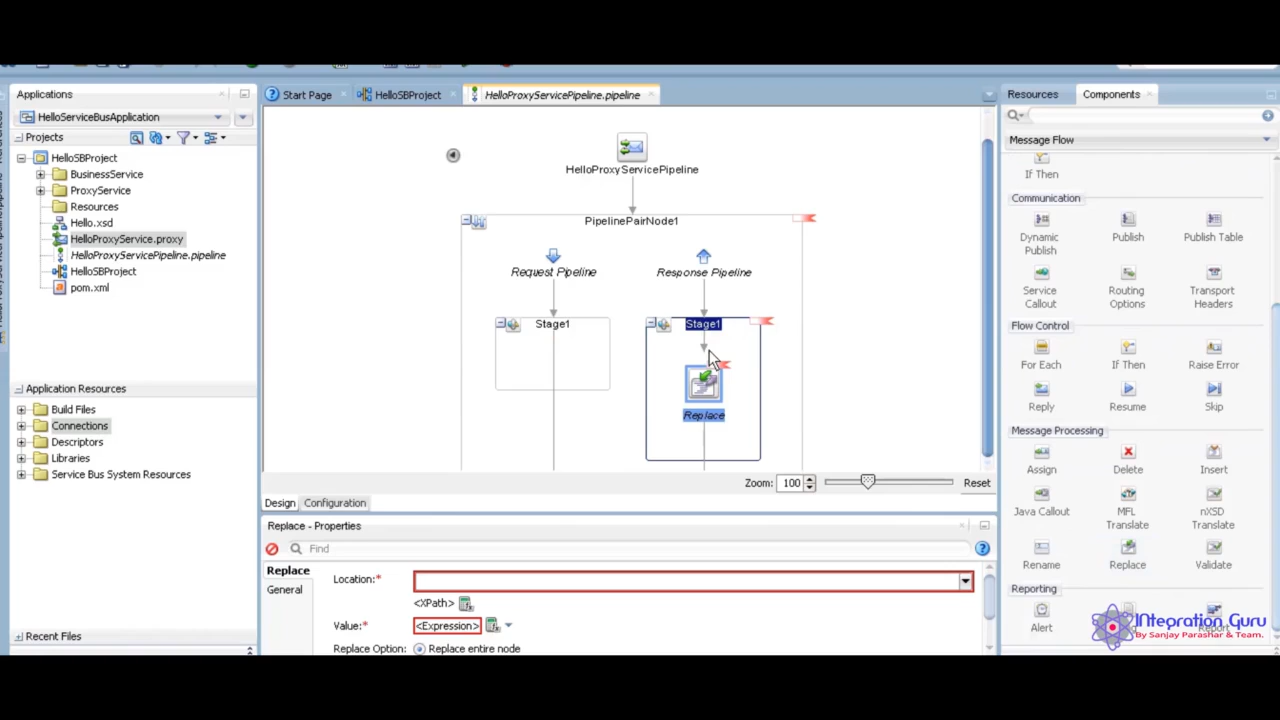 Applications
Start Page
HelloSBProject
HelloProxyServicePipeline.pipeline
Resources
Components
HelloServiceBusApplication
Projects
Message Flow
HelloSBProject
BusinessService
ProxyService
Resources
Hello.xsd
HelloProxyService.proxy
HelloProxyServicePipeline.pipeline
HelloSBProject
pom.xml
Application Resources
Build Files
Connections
Descriptors
Libraries
Service Bus System Resources
Recent Files
HelloProxyServicePipeline
PipelinePairNode1
Request Pipeline
Response Pipeline
Stage1
Stage1
Replace
Zoom: 100
Reset
Design
Configuration
Replace - Properties
Find
Replace
General
Location:*
<XPath>
Value:*
<Expression>
Replace Option:
Replace entire node
If Then
Communication
Dynamic
Publish
Publish
Publish Table
Service
Callout
Routing
Options
Transport
Headers
Flow Control
For Each
If Then
Raise Error
Reply
Resume
Skip
Message Processing
Assign
Delete
Insert
Java Callout
MFL
Translate
nXSD
Translate
Rename
Replace
Validate
Reporting
Alert
Report
Integration Guru
By Sanjay Parashar & Team.